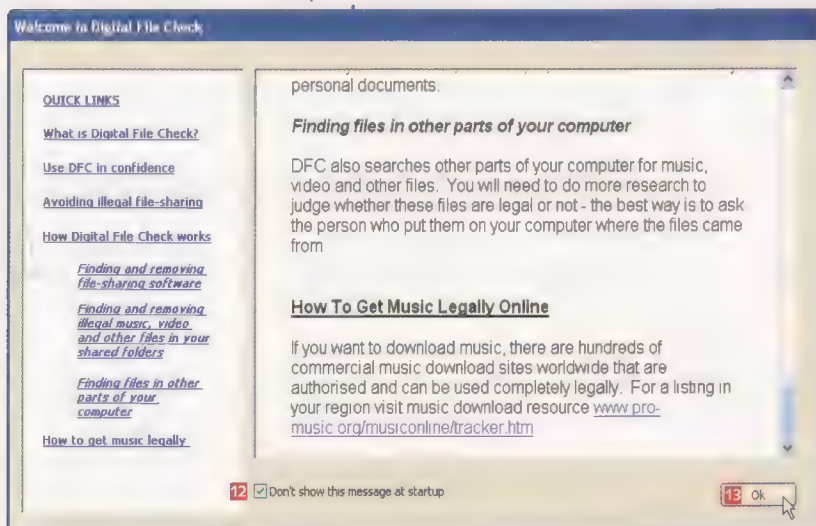 Welcome to Digital File Check
QUICK LINKS
What is Digital File Check?
Use DFC in confidence
Avoiding illegal file-sharing
How Digital File Check works
Finding and removing
file-sharing software
Finding and removing
illegal music, video
and other files in your
shared folders
Finding files in other
parts of your
computer
How to get music legally
personal documents.
Finding files in other parts of your computer
DFC also searches other parts of your computer for music,
video and other files. You will need to do more research to
judge whether these files are legal or not - the best way is to ask
the person who put them on your computer where the files came
from
How To Get Music Legally Online
If you want to download music, there are hundreds of
commercial music download sites worldwide that are
authorised and can be used completely legally. For a listing in
your region visit music download resource www pro-
music org/musiconline/tracker.htm
12 Don't show this message at startup
13 Ok